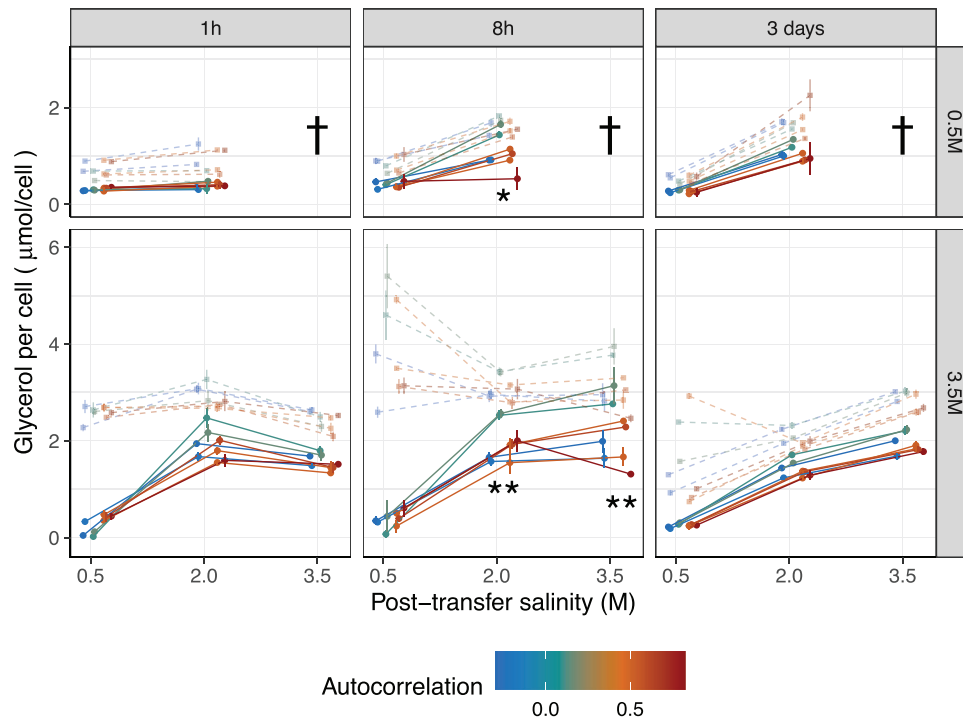 1h 8h 3 days
2
0
0.5M
†
†
†
*
Glycerol per cell ( μmol/cell )
6
4
2
0
3.5M
**
**
0.5 2.0 3.5 0.5 2.0 3.5 0.5 2.0 3.5
Post−transfer salinity (M)
Autocorrelation
0.0 0.5